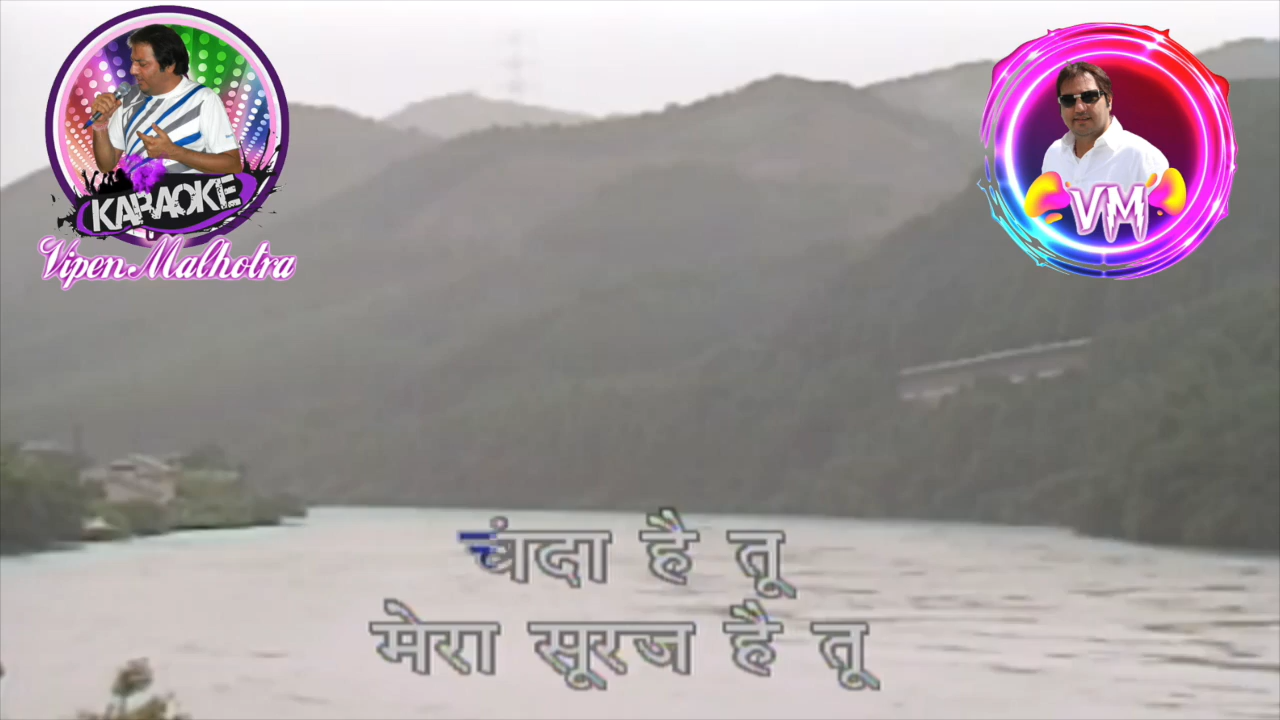 KARAOKE
Vipen Malhotra
VM
चंदा है तू
मेरा सूरज है तू